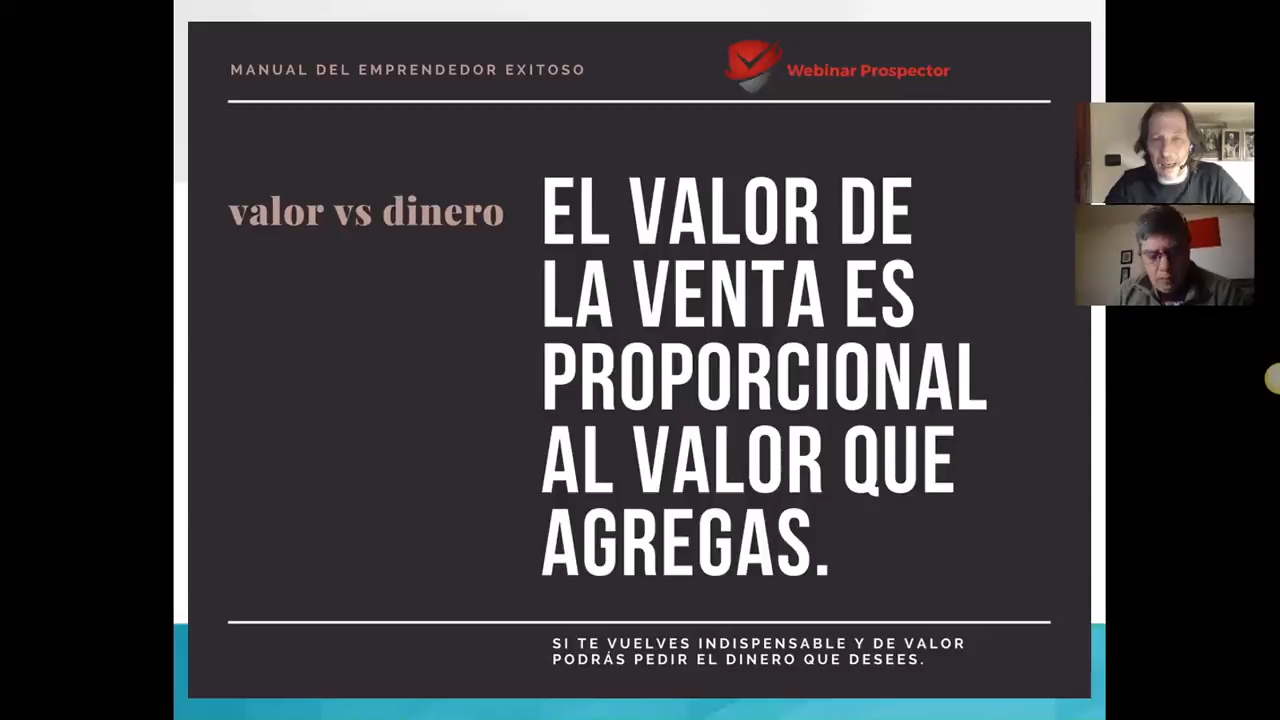 MANUAL DEL EMPRENDEDOR EXITOSO
Webinar Prospector
valor vs dinero
EL VALOR DE
LA VENTA ES
PROPORCIONAL
AL VALOR QUE
AGREGAS.
SI TE VUELVES INDISPENSABLE Y DE VALOR
PODRÁS PEDIR EL DINERO QUE DESEES.